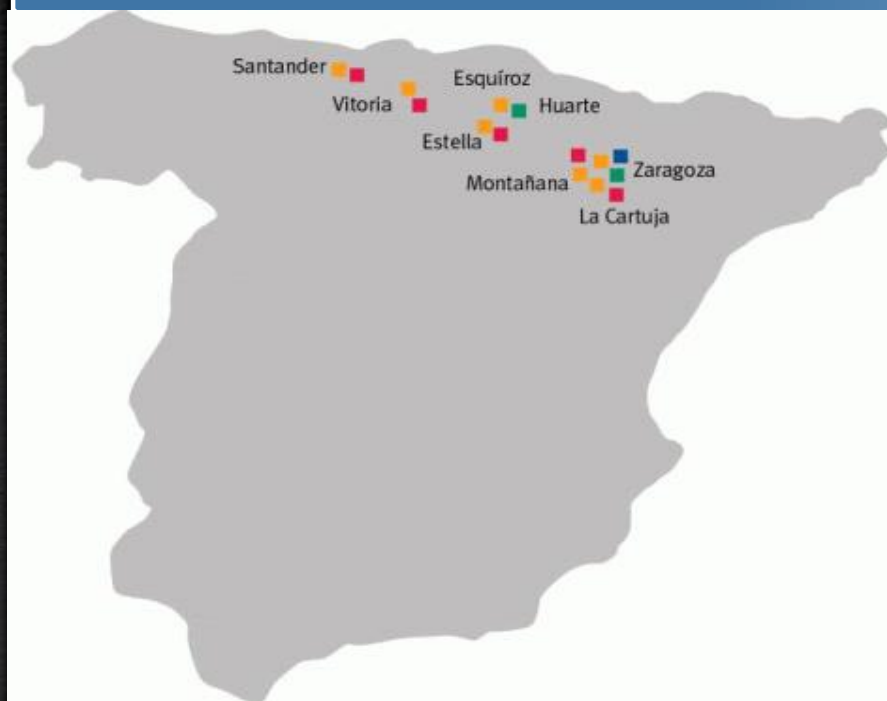 Santander
Esquíroz
Vitoria
Huarte
Estella
Zaragoza
Montañana
La Cartuja